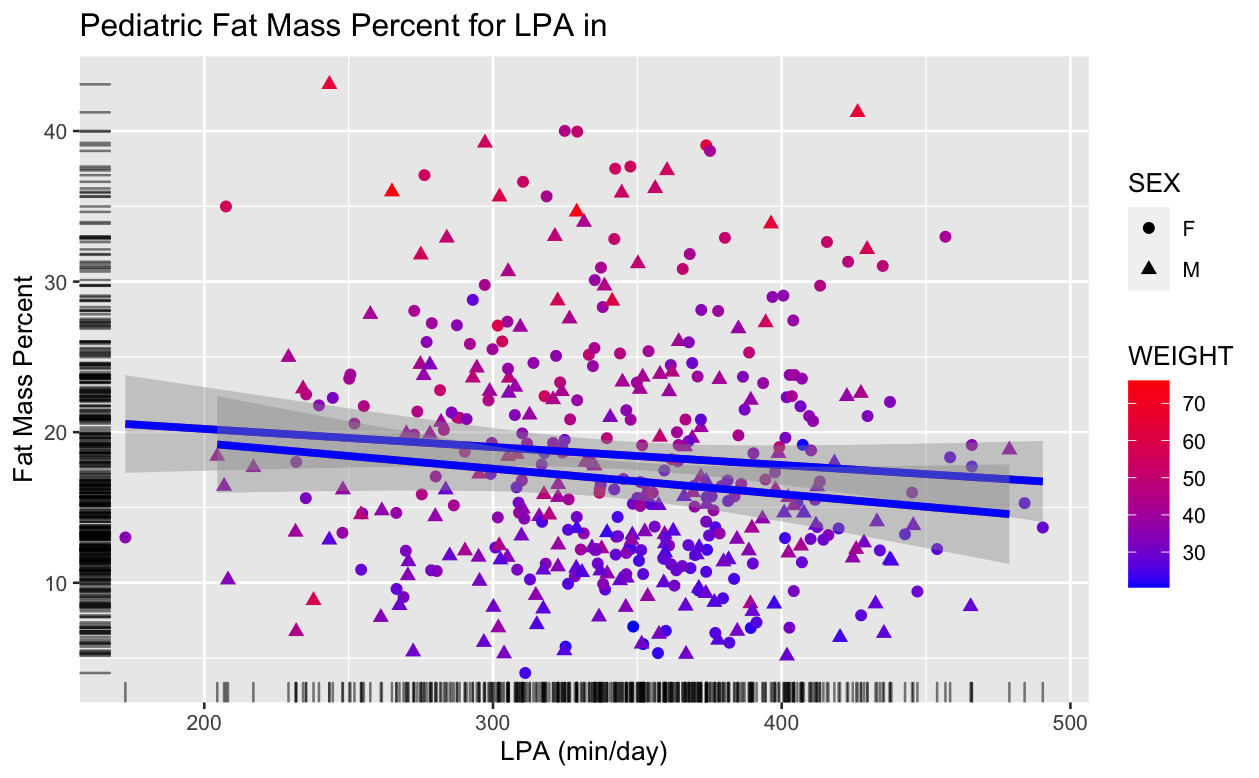 Pediatric Fat Mass Percent for LPA in
Fat Mass Percent
40
30
20
10
200
300
400
500
LPA (min/day)
SEX
F
M
WEIGHT
70
60
50
40
30